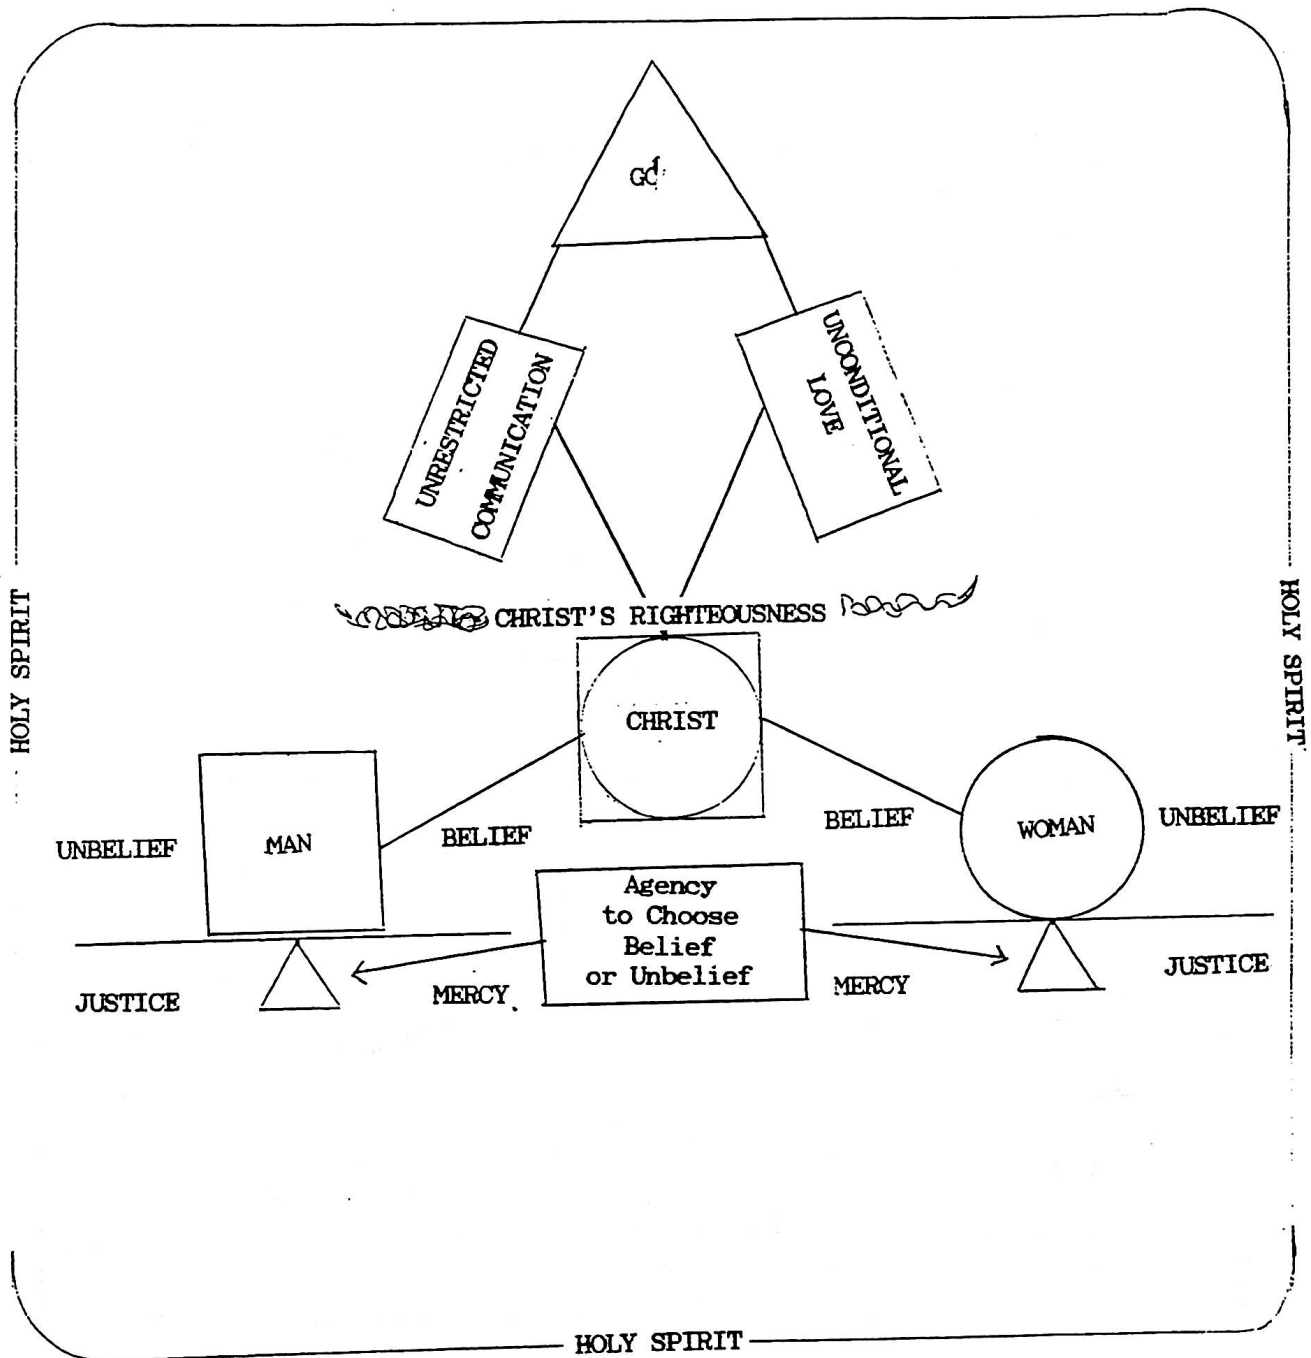 UNRESTRICTED
COMMUNICATION
UNCONDITIONAL
LOVE
CHRIST'S RIGHTEOUSNESS
HOLY SPIRIT
HOLY SPIRIT
CHRIST
UNBELIEF
MAN
BELIEF
BELIEF
WOMAN
UNBELIEF
Agency
to Choose
Belief
or Unbelief
JUSTICE
MERCY
MERCY
JUSTICE
HOLY SPIRIT